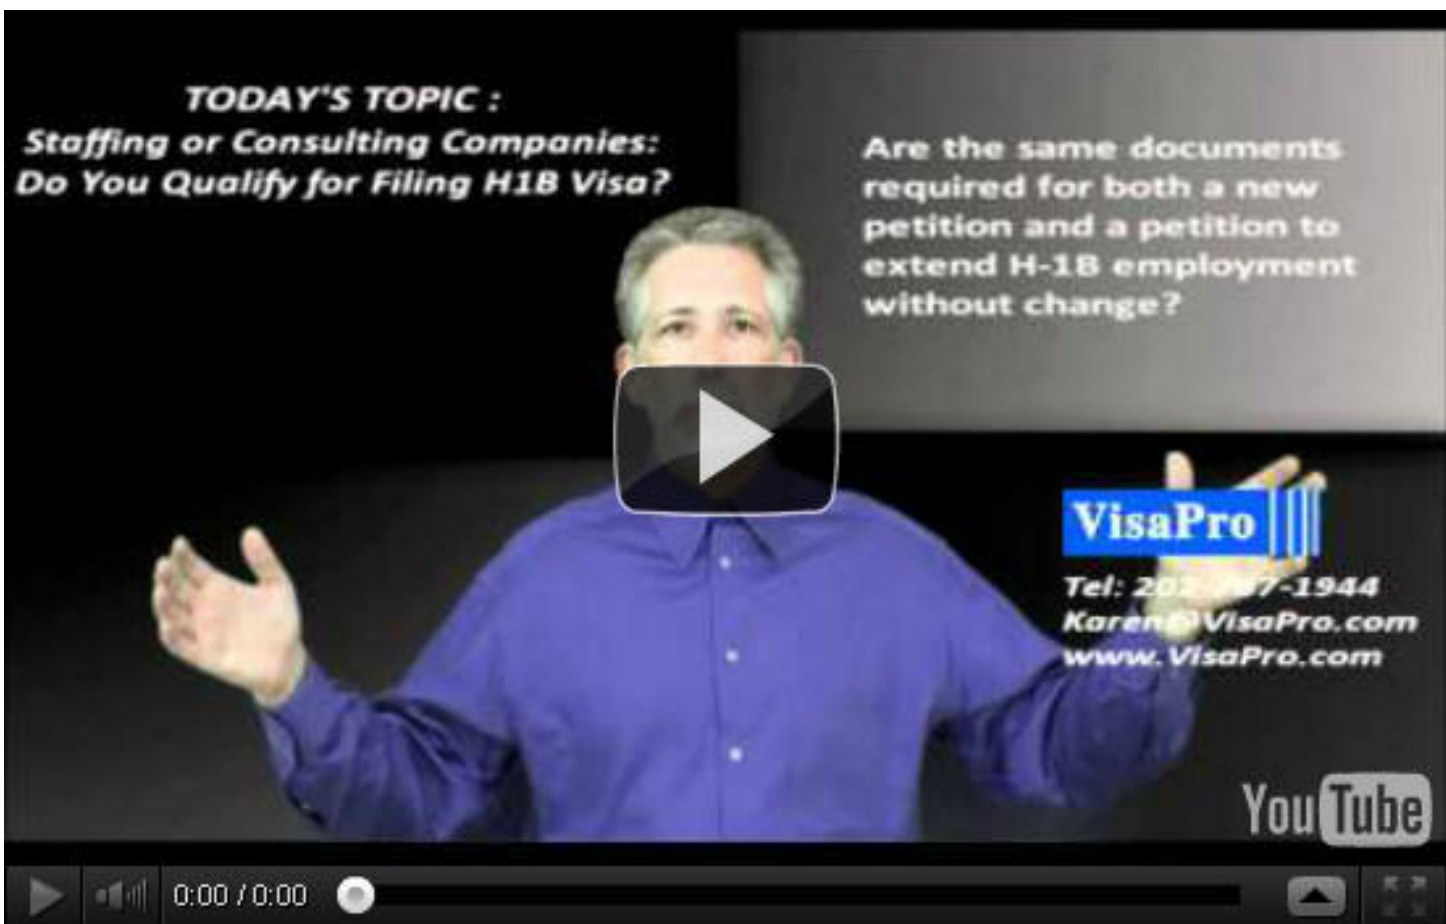 TODAY'S TOPIC :
Staffing or Consulting Companies:
Do You Qualify for Filing H1B Visa?
Are the same documents
required for both a new
petition and a petition to
extend H-1B employment
without change?
VisaPro
Tel: -1944
Karen@VisaPro.com
www.VisaPro.com
YouTube
0:00 / 0:00